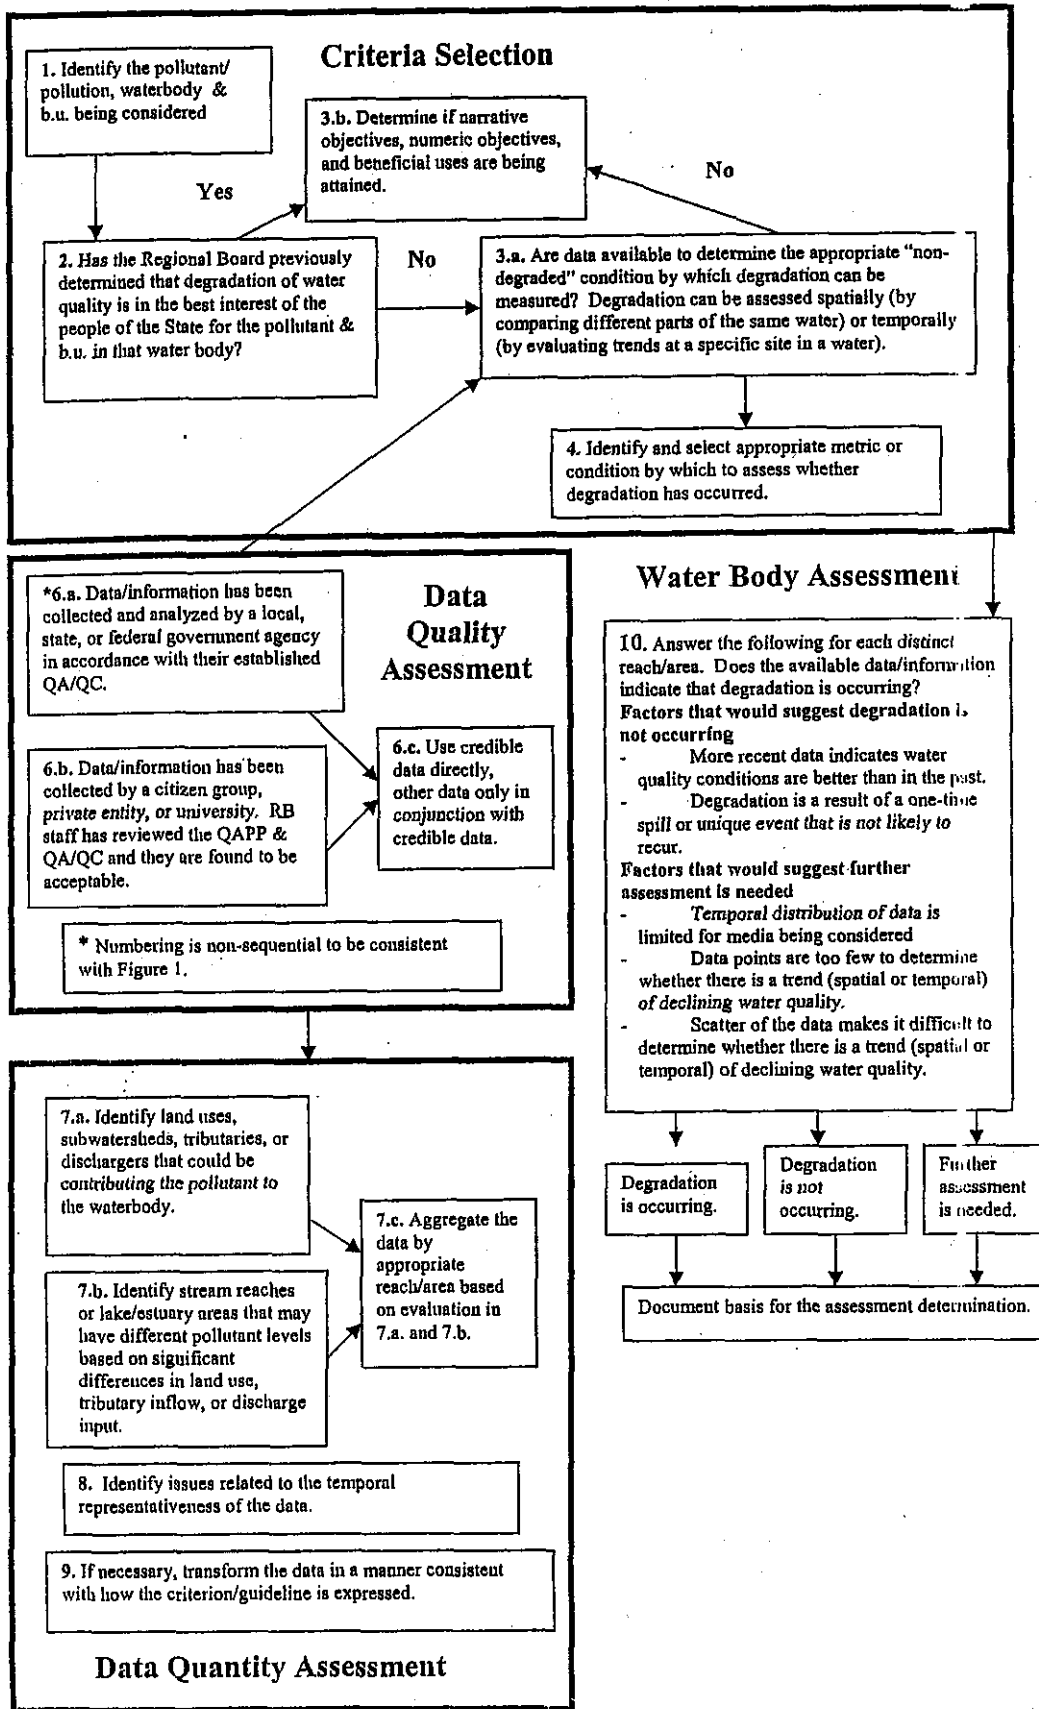 Criteria Selection
1. Identify the pollutant/
pollution, waterbody &
b.u. being considered
3.b. Determine if narrative
objectives, numeric objectives,
and beneficial uses are being
attained.
Yes
No
2. Has the Regional Board previously
determined that degradation of water
quality is in the best interest of the
people of the State for the pollutant &
b.u. in that water body?
No
3.a. Are data available to determine the appropriate "non-
degraded" condition by which degradation can be
measured? Degradation can be assessed spatially (by
comparing different parts of the same water) or temporally
(by evaluating trends at a specific site in a water).
4. Identify and select appropriate metric or
condition by which to assess whether
degradation has occurred.
Data
Quality
Assessment
*6.a. Data/information has been
collected and analyzed by a local,
state, or federal government agency
in accordance with their established
QA/QC.
6.b. Data/information has been
collected by a citizen group,
private entity, or university. RB
staff has reviewed the QAPP &
QA/QC and they are found to be
acceptable.
6.c. Use credible
data directly,
other data only in
conjunction with
credible data.
* Numbering is non-sequential to be consistent
with Figure 1.
Water Body Assessment
10. Answer the following for each distinct
reach/area. Does the available data/information
indicate that degradation is occurring?
Factors that would suggest degradation is
not occurring
- More recent data indicates water
quality conditions are better than in the past.
- Degradation is a result of a one-time
spill or unique event that is not likely to
recur.
Factors that would suggest further
assessment is needed
- Temporal distribution of data is
limited for media being considered
- Data points are too few to determine
whether there is a trend (spatial or temporal)
of declining water quality.
- Scatter of the data makes it difficult to
determine whether there is a trend (spatial or
temporal) of declining water quality.
Degradation
is occurring.
Degradation
is not
occurring.
Further
assessment
is needed.
Document basis for the assessment determination.
7.a. Identify land uses,
subwatersheds, tributaries, or
dischargers that could be
contributing the pollutant to
the waterbody.
7.b. Identify stream reaches
or lake/estuary areas that may
have different pollutant levels
based on significant
differences in land use,
tributary inflow, or discharge
input.
7.c. Aggregate the
data by
appropriate
reach/area based
on evaluation in
7.a. and 7.b.
8. Identify issues related to the temporal
representativeness of the data.
9. If necessary, transform the data in a manner consistent
with how the criterion/guideline is expressed.
Data Quantity Assessment